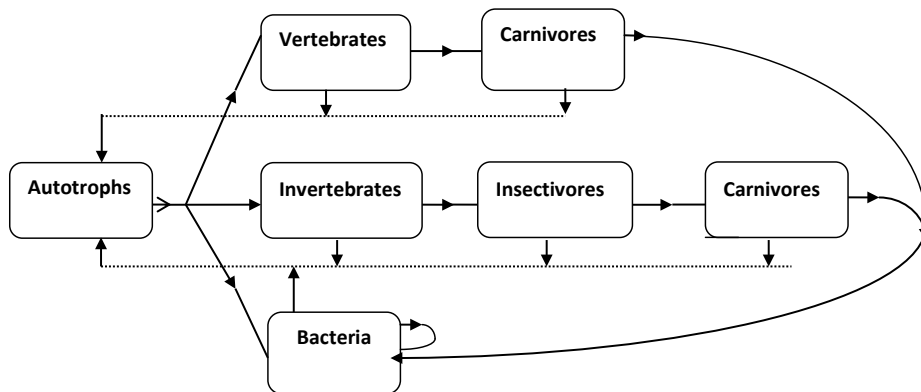 Vertebrates
Carnivores
Autotrophs
Invertebrates
Insectivores
Carnivores
Bacteria